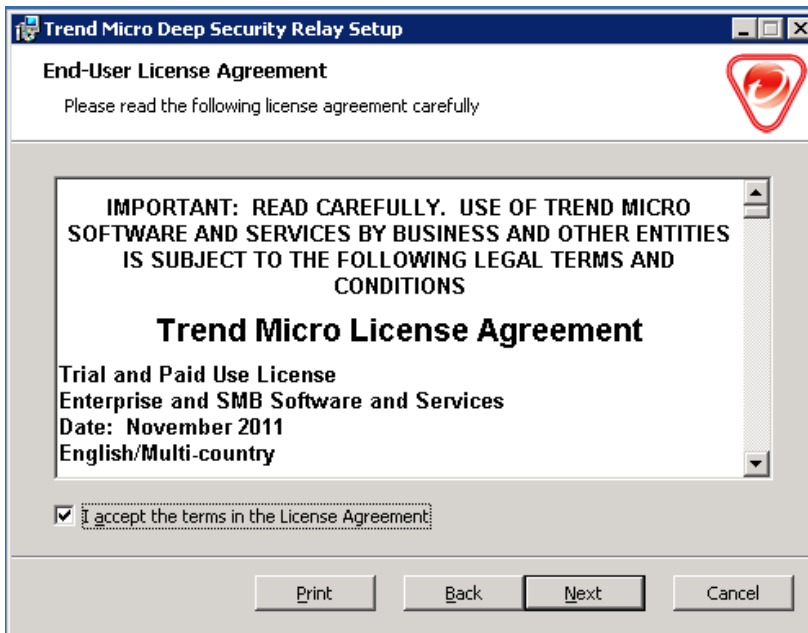 Trend Micro Deep Security Relay Setup
End-User License Agreement
Please read the following license agreement carefully
IMPORTANT: READ CAREFULLY. USE OF TREND MICRO
SOFTWARE AND SERVICES BY BUSINESS AND OTHER ENTITIES
IS SUBJECT TO THE FOLLOWING LEGAL TERMS AND
CONDITIONS
Trend Micro License Agreement
Trial and Paid Use License
Enterprise and SMB Software and Services
Date: November 2011
English/Multi-country
I accept the terms in the License Agreement
Print Back Next Cancel